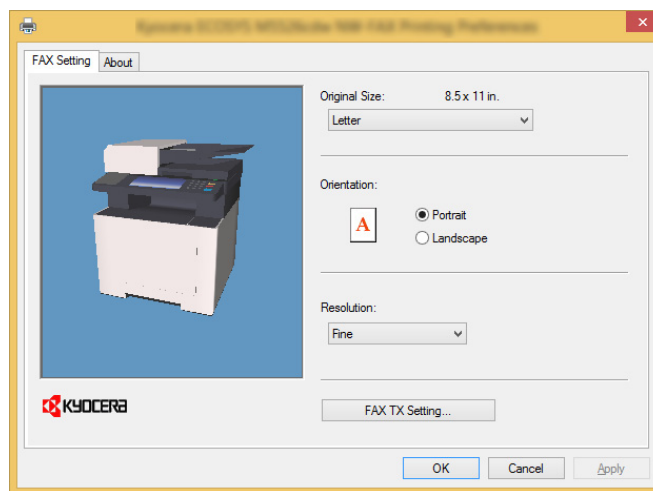 FAX Setting
About
Original Size: 8.5 x 11 in.
Letter
Orientation:
A
Portrait
Landscape
Resolution:
Fine
KYOCERA
FAX TX Setting...
OK
Cancel
Apply